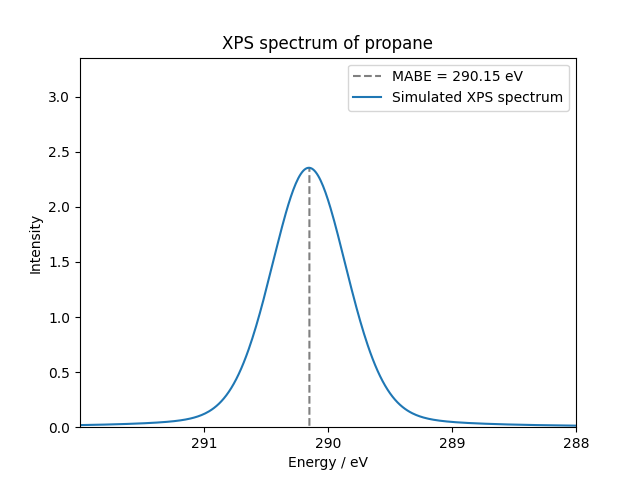 XPS spectrum of propane
MABE = 290.15 eV
Simulated XPS spectrum
3.0
2.5
2.0
1.5
1.0
0.5
0.0
Intensity
291 290 289 288
Energy / eV